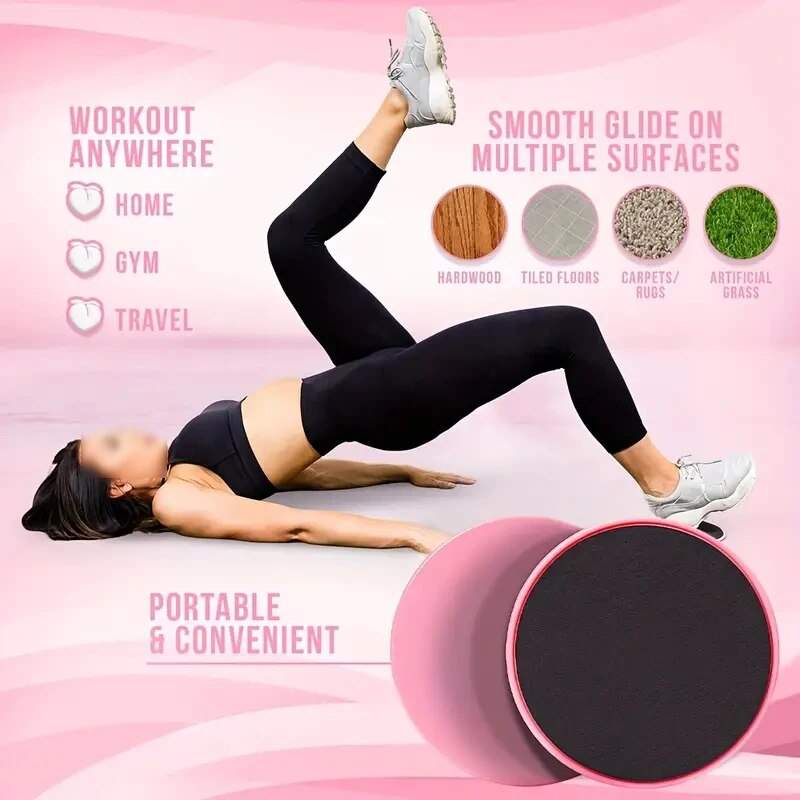 WORKOUT
ANYWHERE
HOME
GYM
TRAVEL
SMOOTH GLIDE ON
MULTIPLE SURFACES
HARDWOOD
TILED FLOORS
CARPETS/
RUGS
ARTIFICIAL
GRASS
PORTABLE
& CONVENIENT